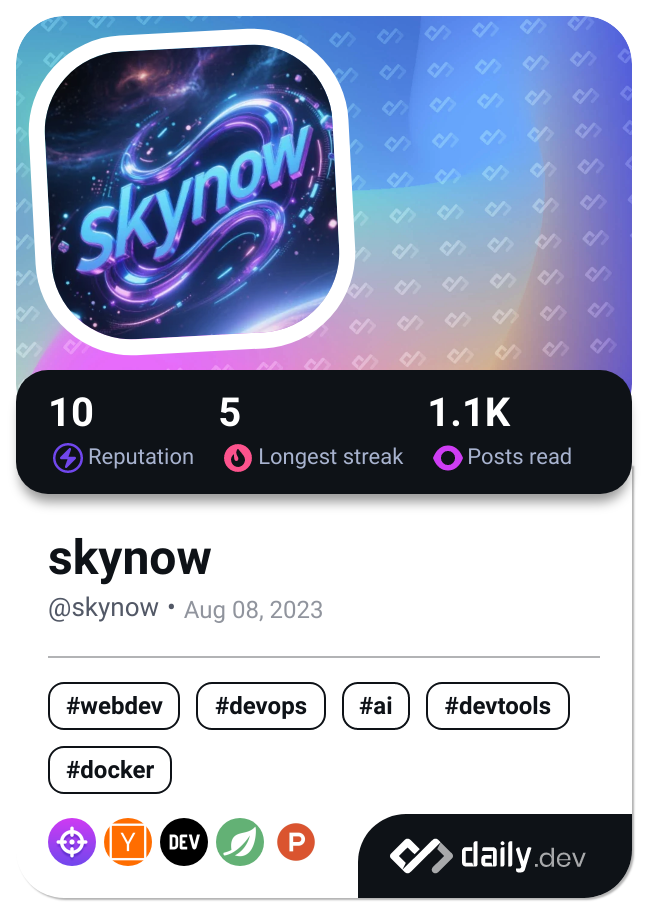 skynow
10 5 1.1K
Reputation Longest streak Posts read
skynow
@skynow • Aug 08, 2023
#webdev #devops #ai #devtools
#docker
Y DEV P
daily.dev